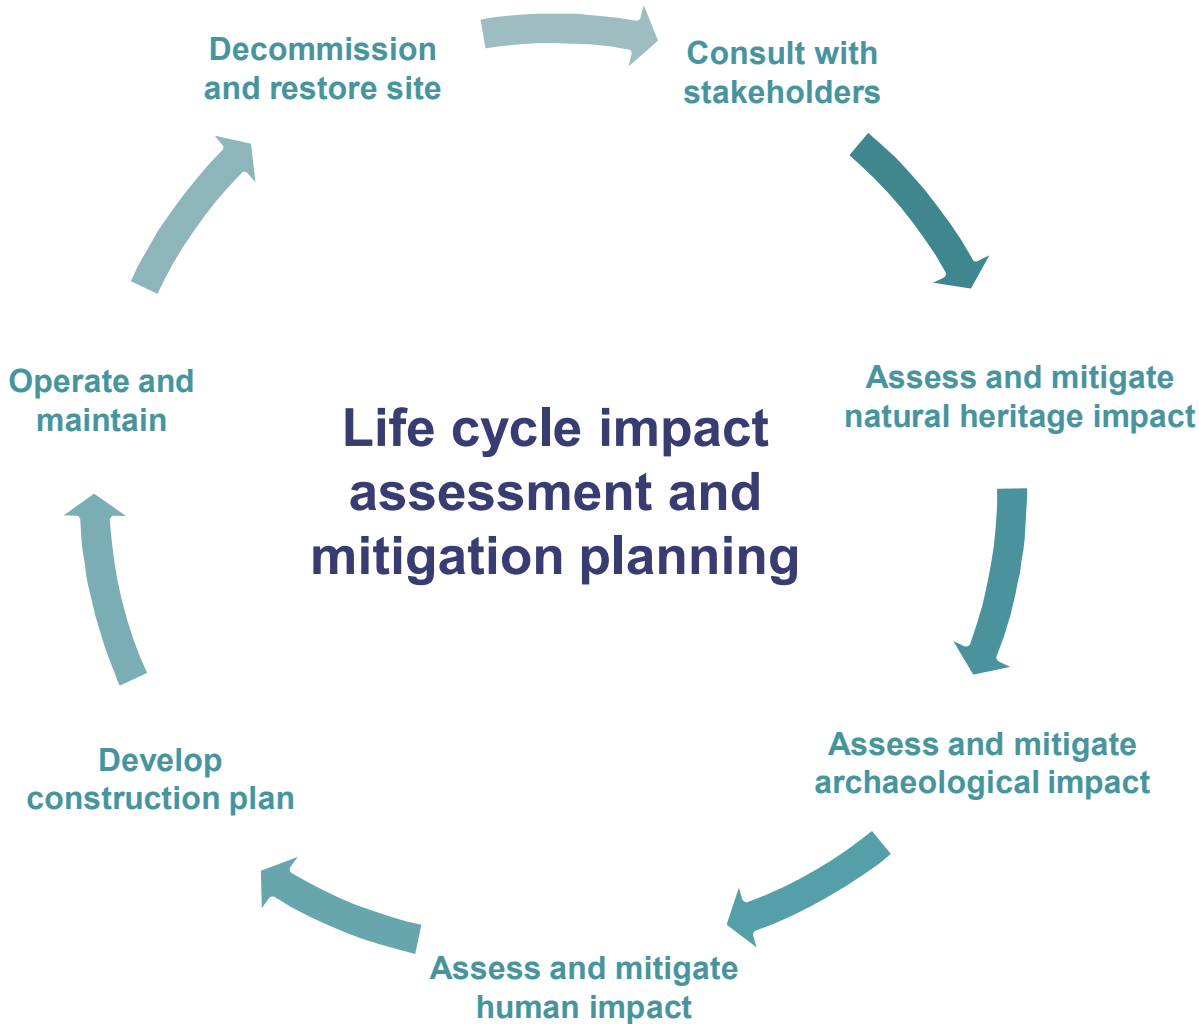 Decommission
and restore site
Consult with
stakeholders
Assess and mitigate
natural heritage impact
Assess and mitigate
archaeological impact
Assess and mitigate
human impact
Develop
construction plan
Operate and
maintain
Life cycle impact
assessment and
mitigation planning